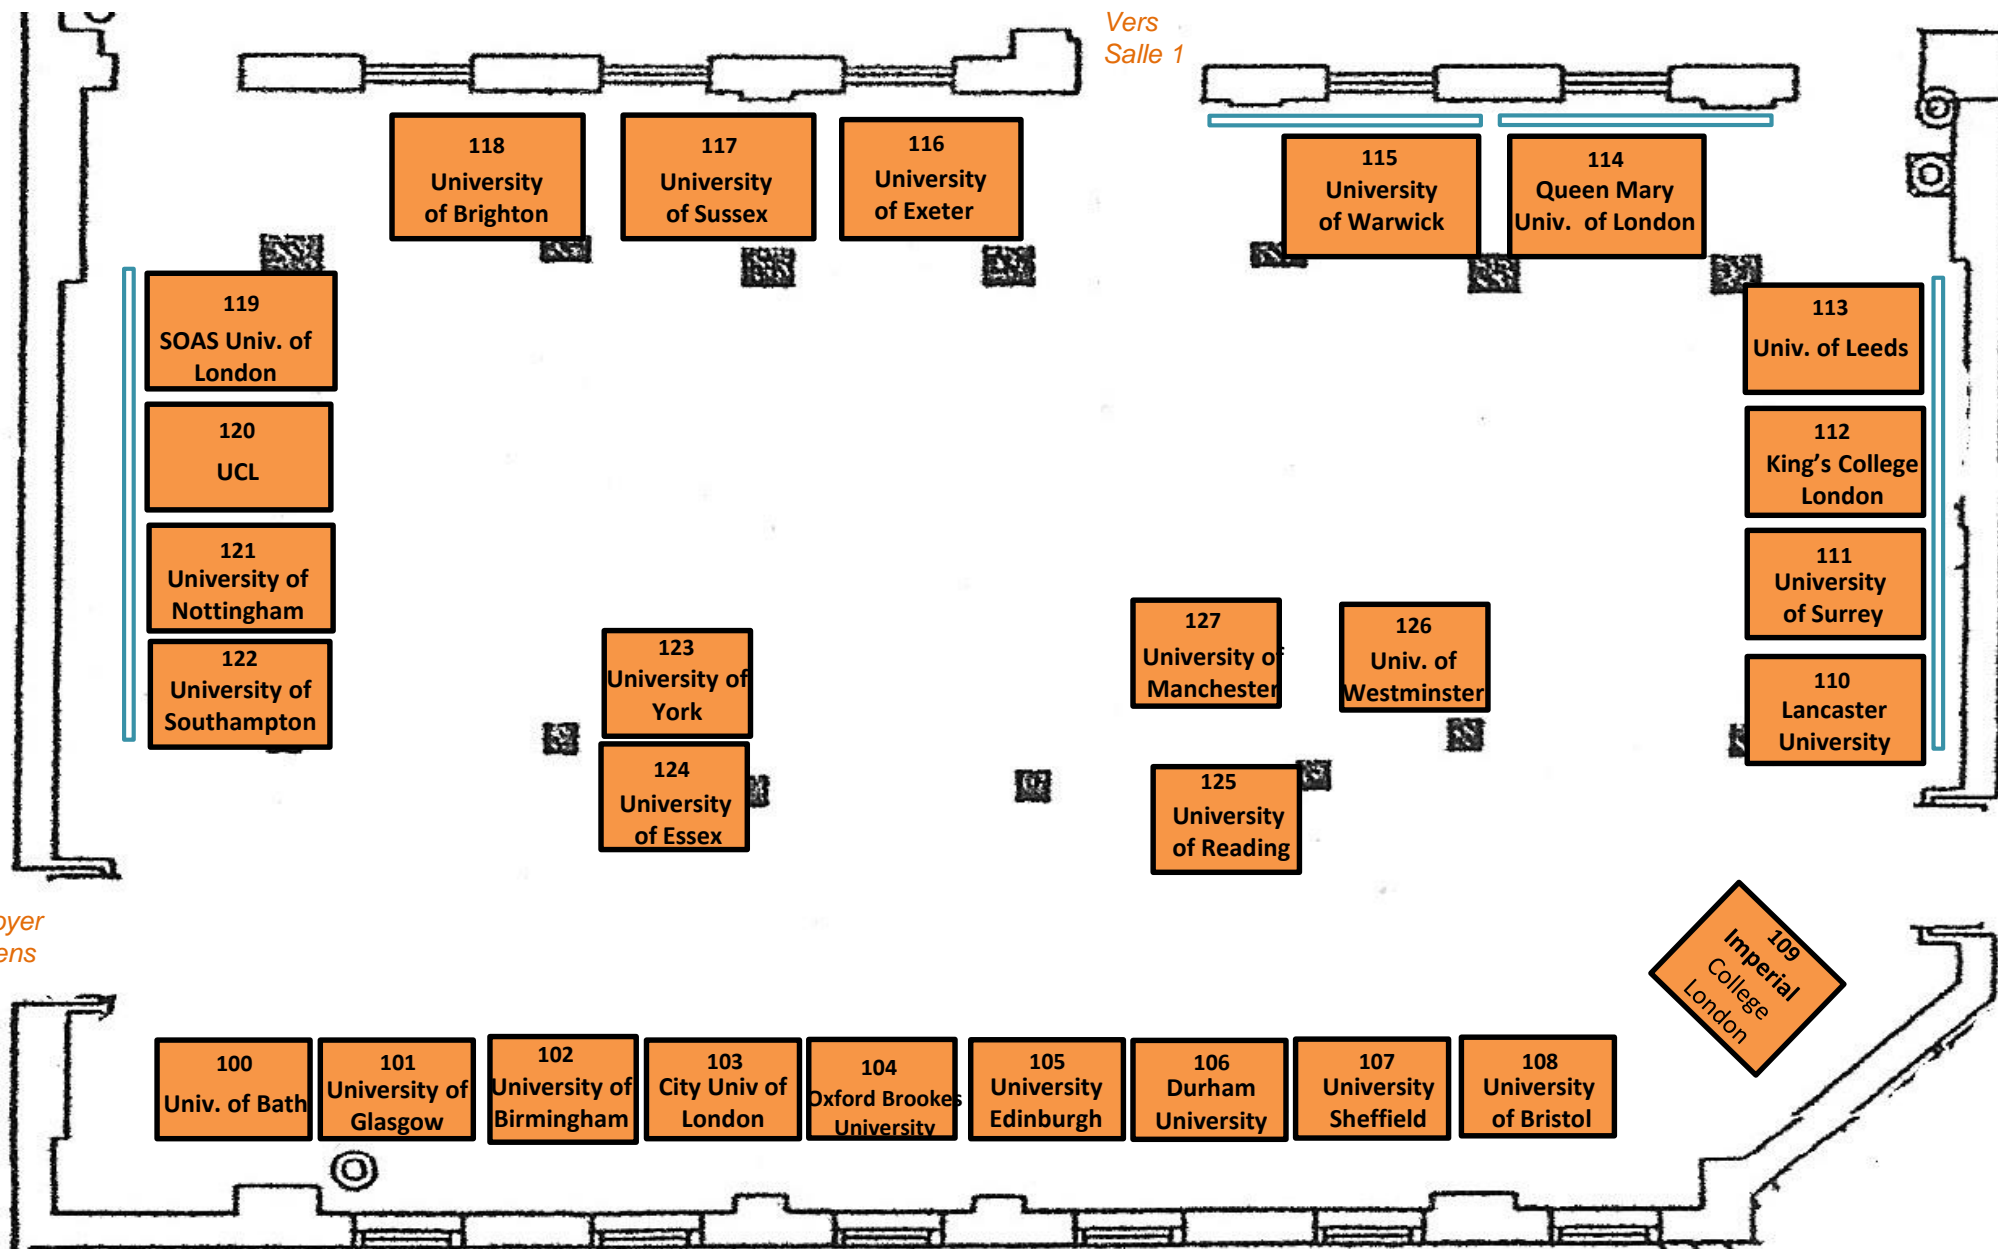 Vers
Salle 1
118
University
of Brighton
117
University
of Sussex
116
University
of Exeter
115
University
of Warwick
114
Queen Mary
Univ. of London
119
SOAS Univ. of
London
113
Univ. of Leeds
120
UCL
112
King’s College
London
121
University of
Nottingham
111
University
of Surrey
122
University of
Southampton
123
University of
York
127
University of
Manchester
126
Univ. of
Westminster
110
Lancaster
University
124
University
of Essex
125
University
of Reading
oyer
ens
109
Imperial
College
London
100
Univ. of Bath
101
University of
Glasgow
102
University of
Birmingham
103
City Univ of
London
104
Oxford Brookes
University
105
University
Edinburgh
106
Durham
University
107
University
Sheffield
108
University
of Bristol